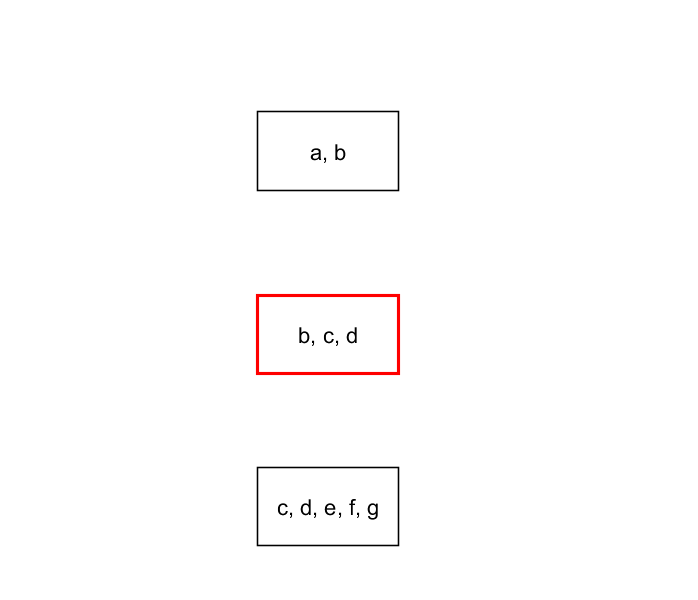 a, b
b, c, d
c, d, e, f, g